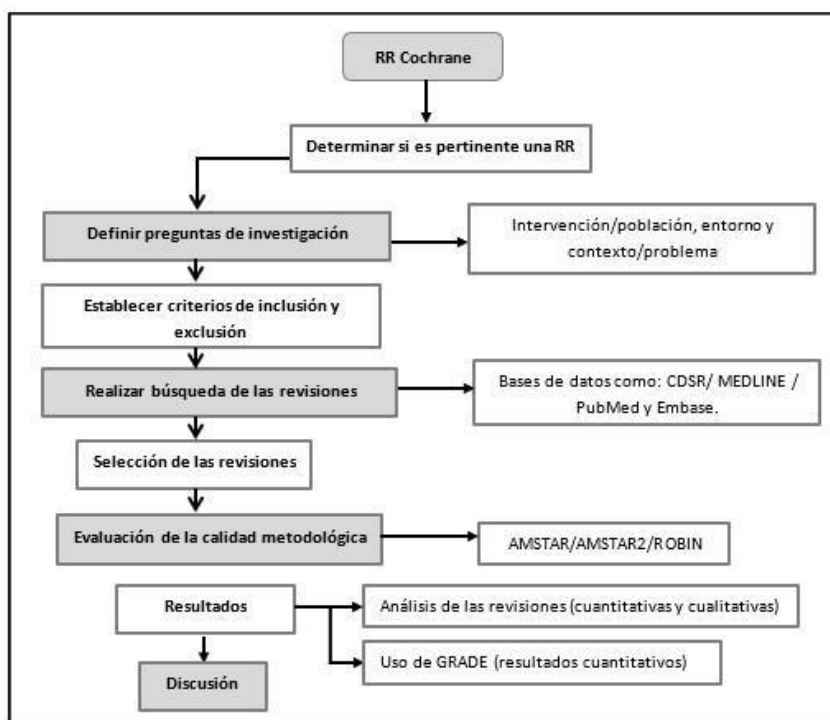 RR Cochrane
Determinar si es pertinente una RR
Definir preguntas de investigación
Intervención/población, entorno y
contexto/problema
Establecer criterios de inclusión y
exclusión
Realizar búsqueda de las revisiones
Bases de datos como: CDSR/ MEDLINE /
PubMed y Embase.
Selección de las revisiones
Evaluación de la calidad metodológica
AMSTAR/AMSTAR2/ROBIN
Resultados
Análisis de las revisiones (cuantitativas y cualitativas)
Uso de GRADE (resultados cuantitativos)
Discusión